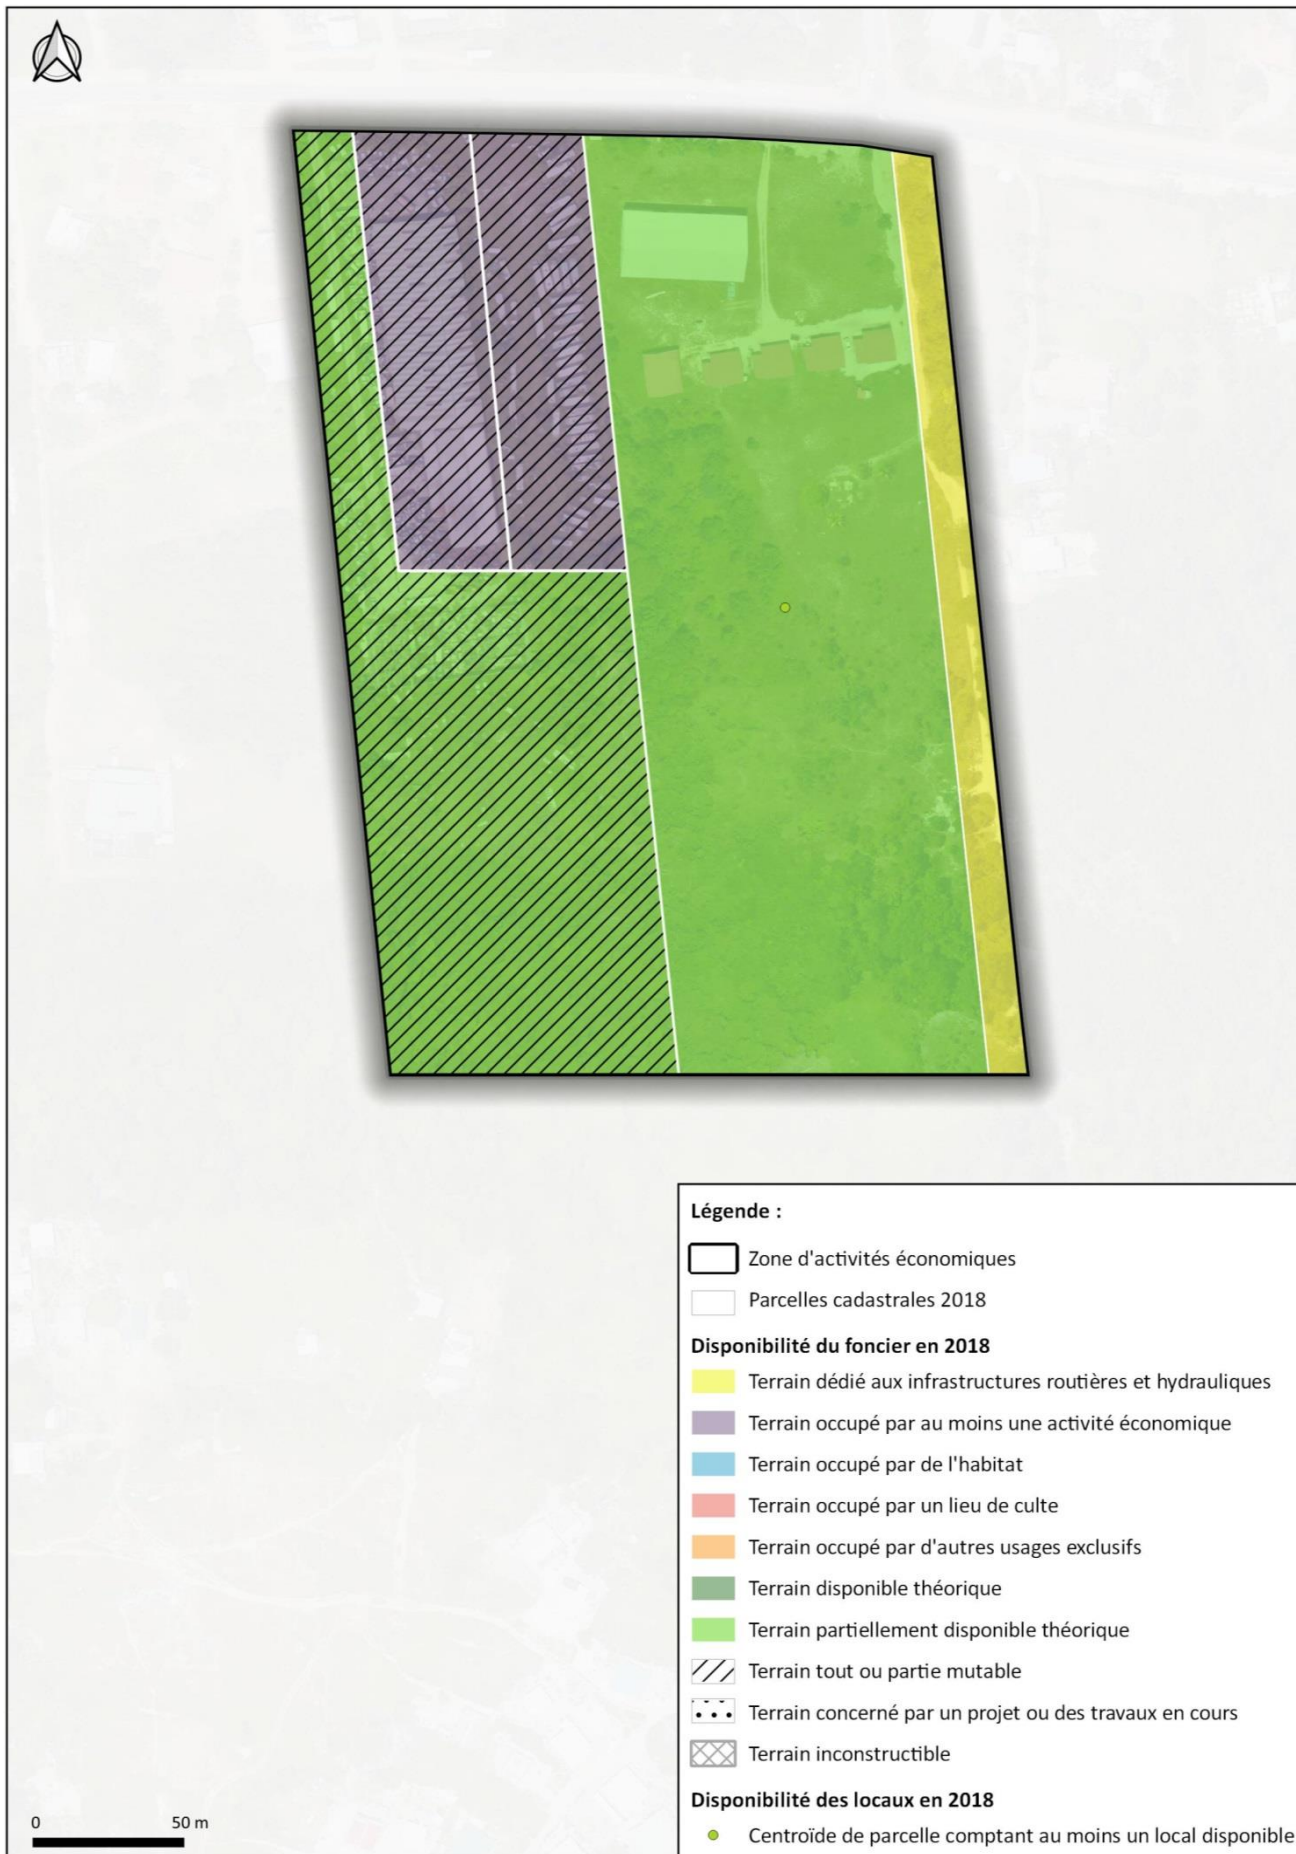 Légende :
Zone d'activités économiques
Parcelles cadastrales 2018
Disponibilité du foncier en 2018
Terrain dédié aux infrastructures routières et hydrauliques
Terrain occupé par au moins une activité économique
Terrain occupé par de l'habitat
Terrain occupé par un lieu de culte
Terrain occupé par d'autres usages exclusifs
Terrain disponible théorique
Terrain partiellement disponible théorique
Terrain tout ou partie mutable
Terrain concerné par un projet ou des travaux en cours
Terrain inconstructible
Disponibilité des locaux en 2018
Centroïde de parcelle comptant au moins un local disponible
0 50 m